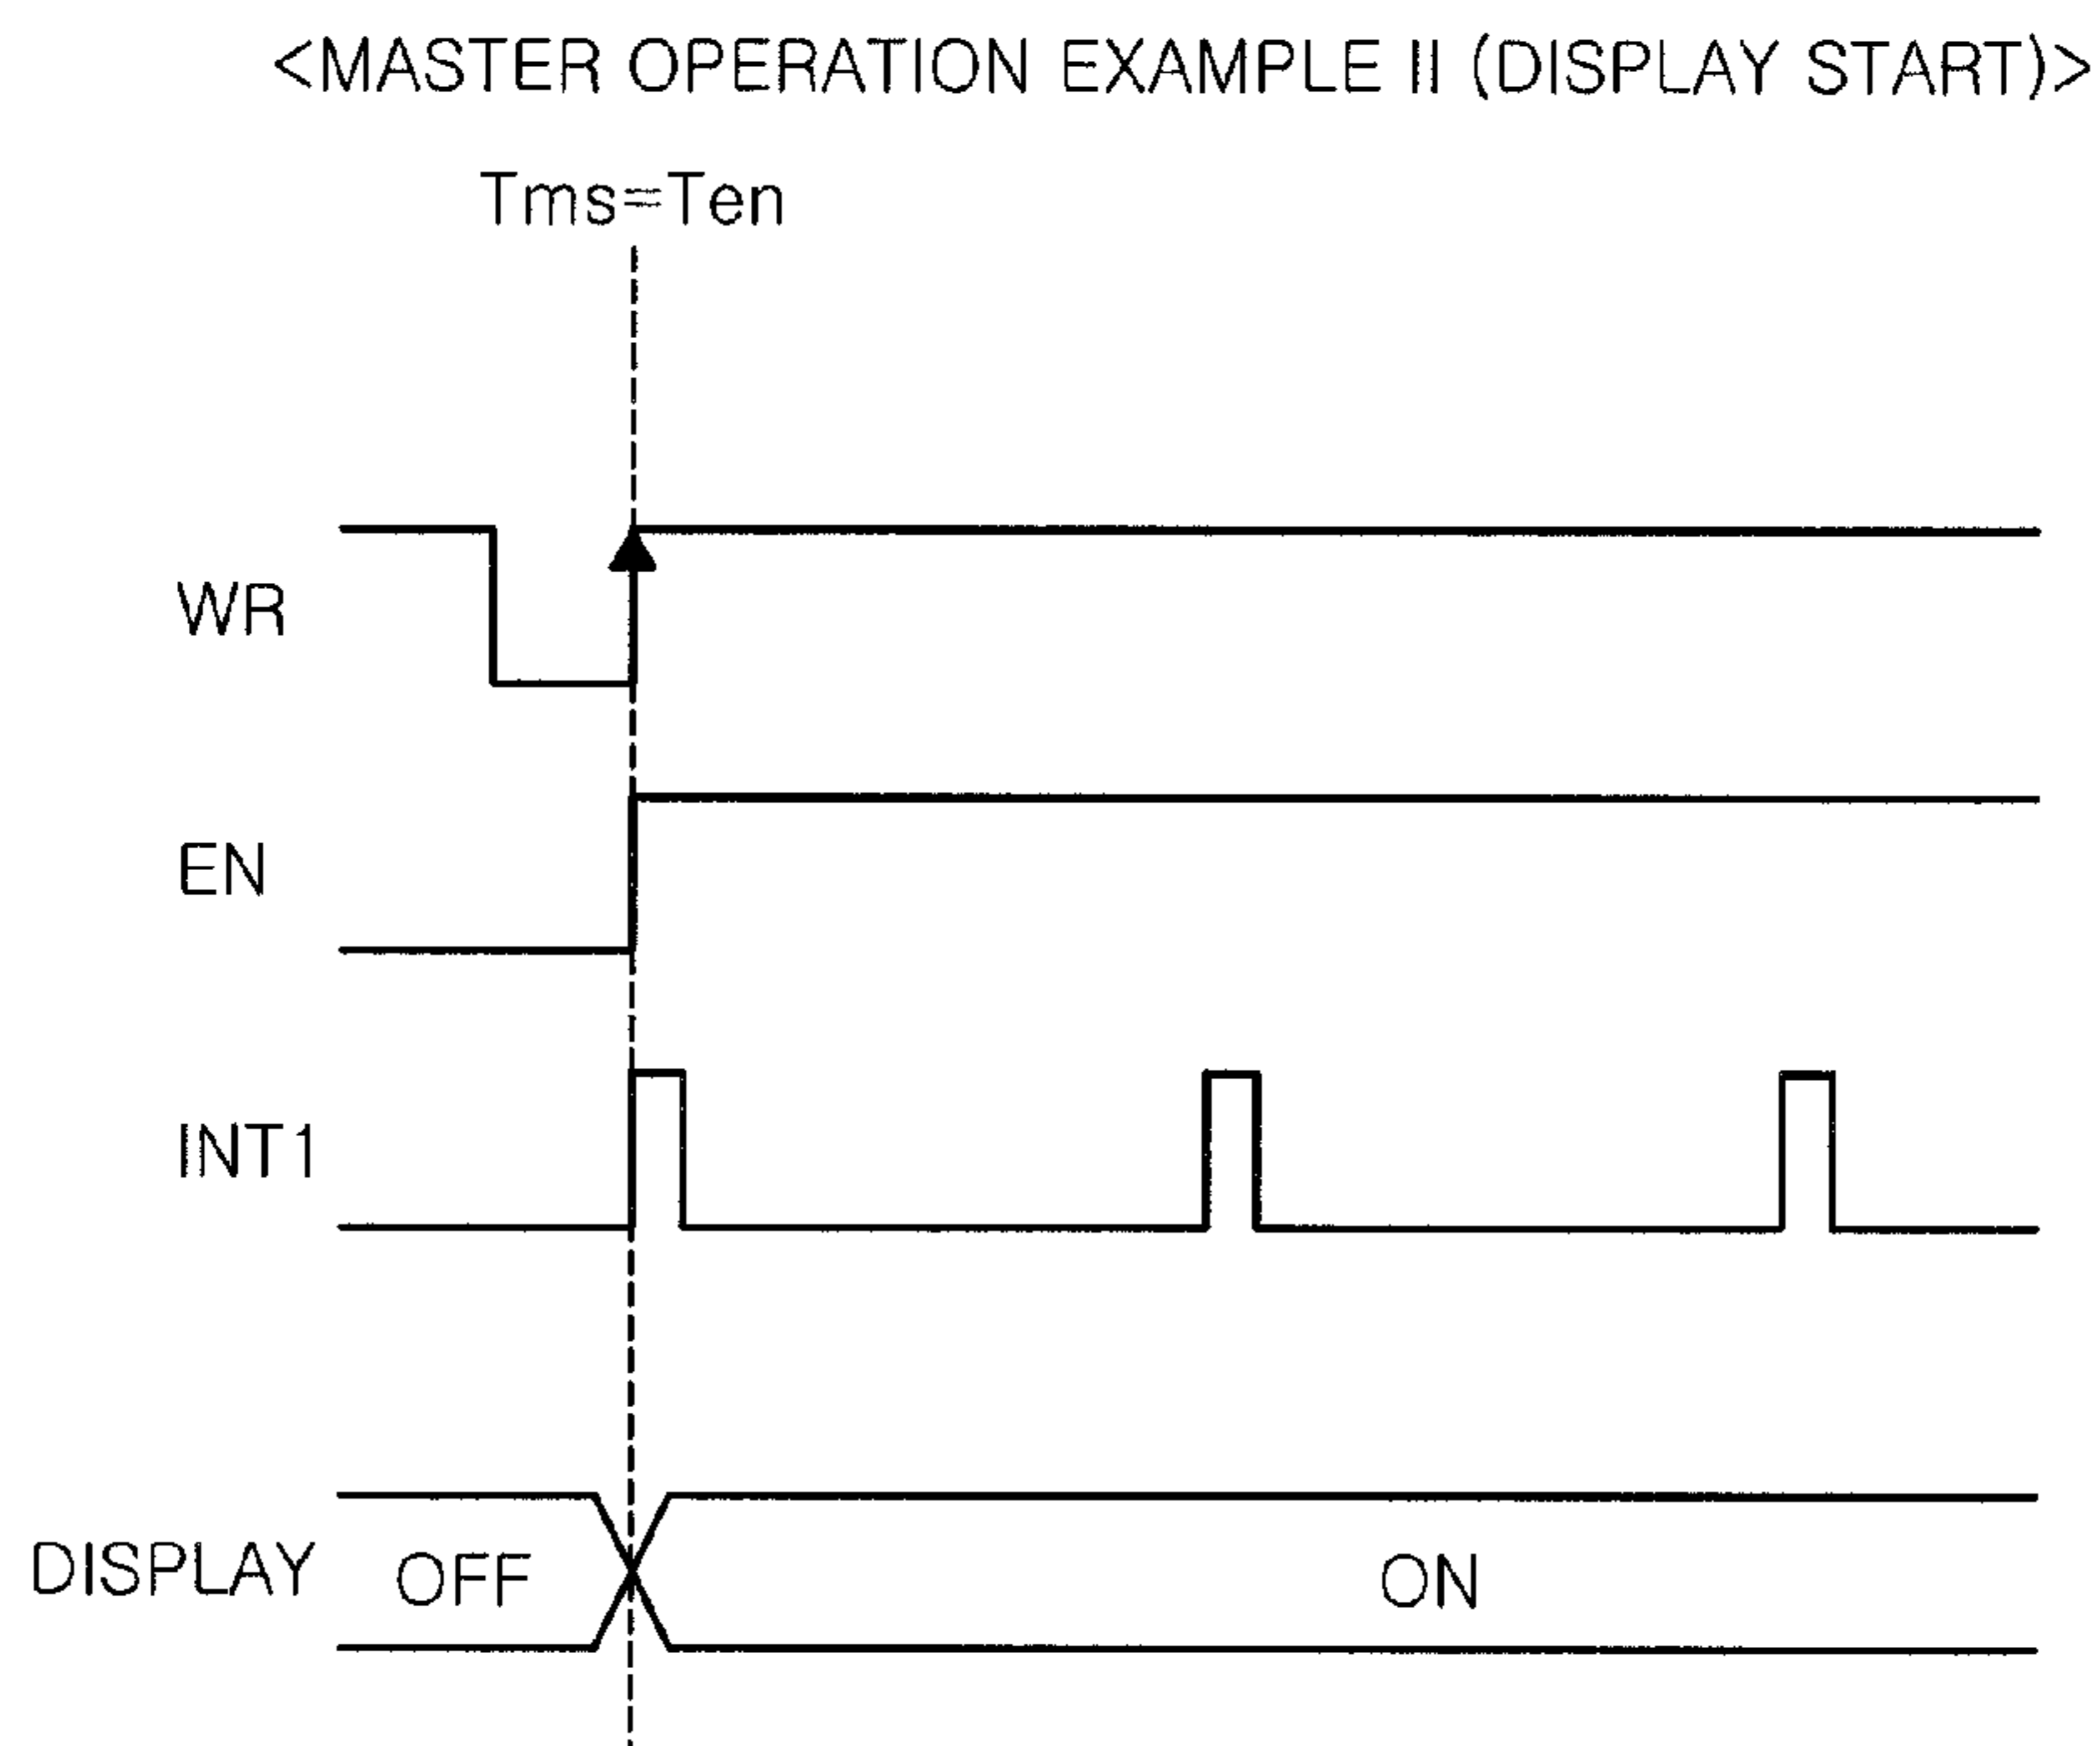 <MASTER OPERATION EXAMPLE II (DISPLAY START)>
Tms=Ten
WR
EN
INT1
DISPLAY OFF ON